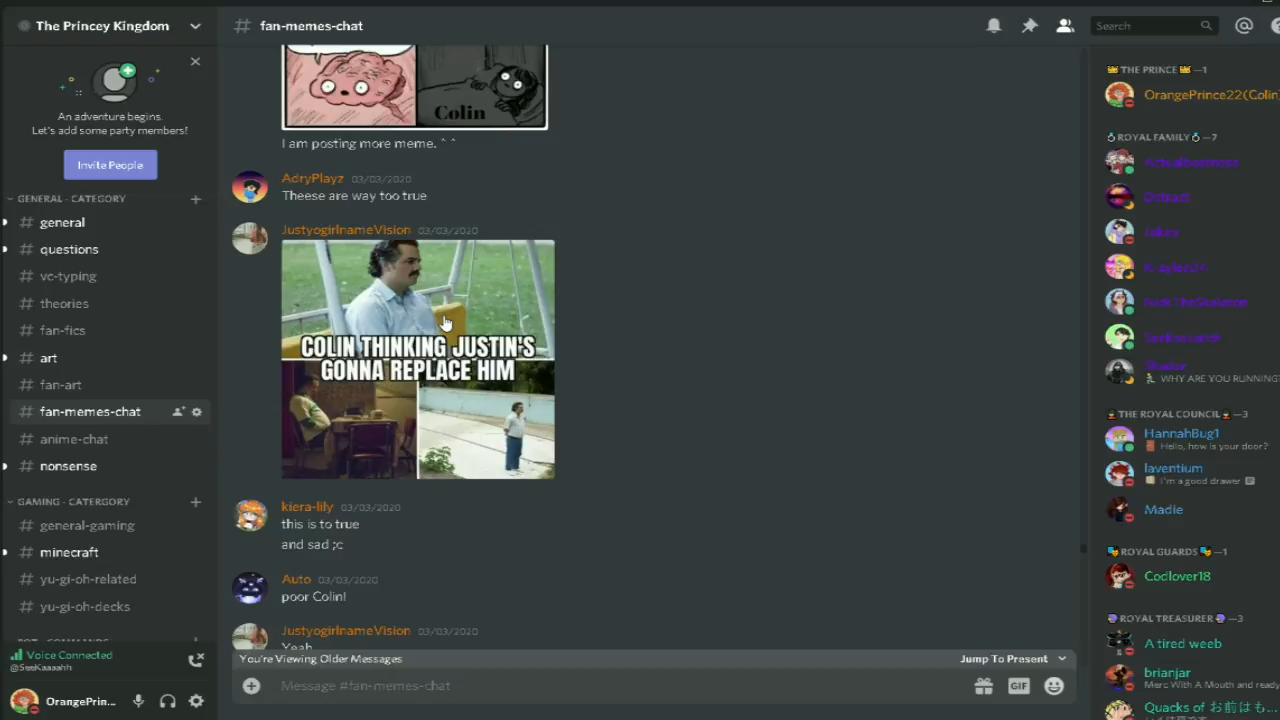 The Princey Kingdom
# fan-memes-chat
Search
An adventure begins.
Let's add some party members!
Invite People
GENERAL - CATEGORY
# general
# questions
# vc-typing
# theories
# fan-fics
# art
# fan-art
# fan-memes-chat
# anime-chat
# nonsense
GAMING - CATERGORY
# general-gaming
# minecraft
# yu-gi-oh-related
# yu-gi-oh-decks
Voice Connected
@SeeKaaaahh
OrangePrin...
Colin
I am posting more meme. ^ ^
AdryPlayz 03/03/2020
Theese are way too true
JustyogirlnameVision 03/03/2020
COLIN THINKING JUSTIN'S
GONNA REPLACE HIM
kiera-lily 03/03/2020
this is to true
and sad ;c
Auto 03/03/2020
poor Colin!
JustyogirlnameVision 03/03/2020
Yeah
You're Viewing Older Messages
Jump To Present
Message #fan-memes-chat
GIF
THE PRINCE —1
OrangePrince22(Colin)
ROYAL FAMILY —7
Shador
WHY ARE YOU RUNNING
THE ROYAL COUNCIL —3
HannahBug1
Hello, how is your door?
laventium
I'm a good drawer
Madie
ROYAL GUARDS —1
Codlover18
ROYAL TREASURER —3
A tired weeb
brianjar
Merc With A Mouth and ready
Quacks of お前はも...